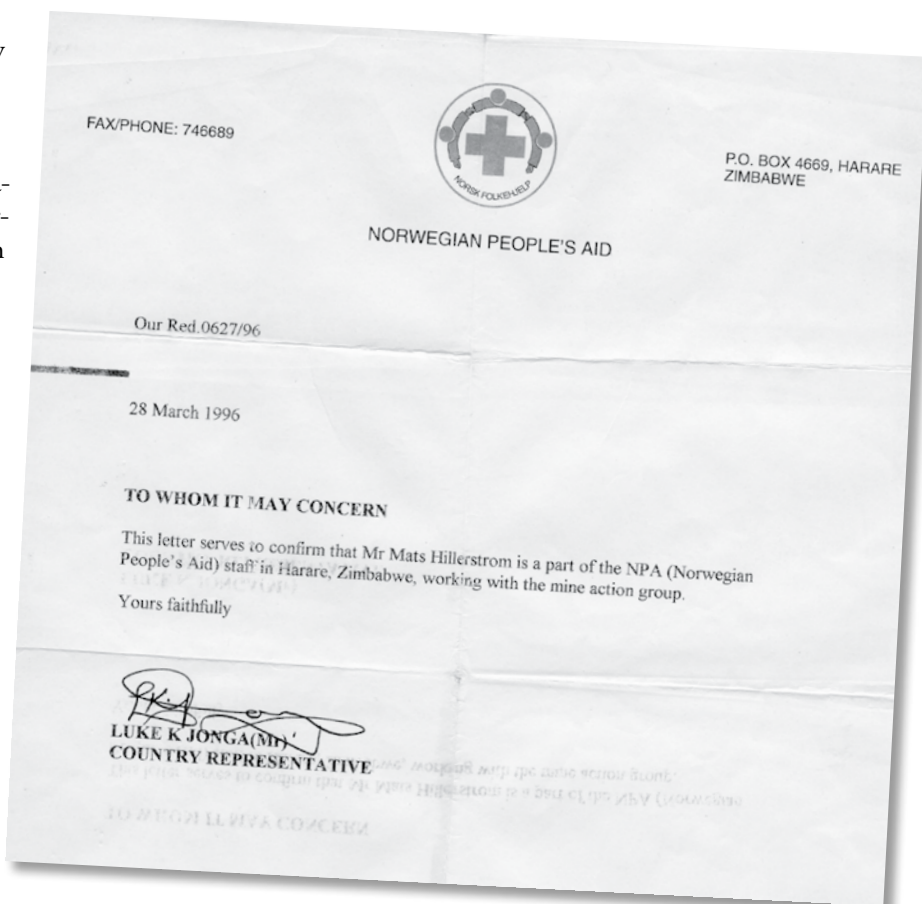 FAX/PHONE: 746689
NORSK FOLKEHJELP
P.O. BOX 4669, HARARE
ZIMBABWE
NORWEGIAN PEOPLE'S AID
Our Red.0627/96
28 March 1996
TO WHOM IT MAY CONCERN
This letter serves to confirm that Mr Mats Hillerstrom is a part of the NPA (Norwegian
People's Aid) staff in Harare, Zimbabwe, working with the mine action group.
Yours faithfully
LUKE K JONGA(Mr)
COUNTRY REPRESENTATIVE